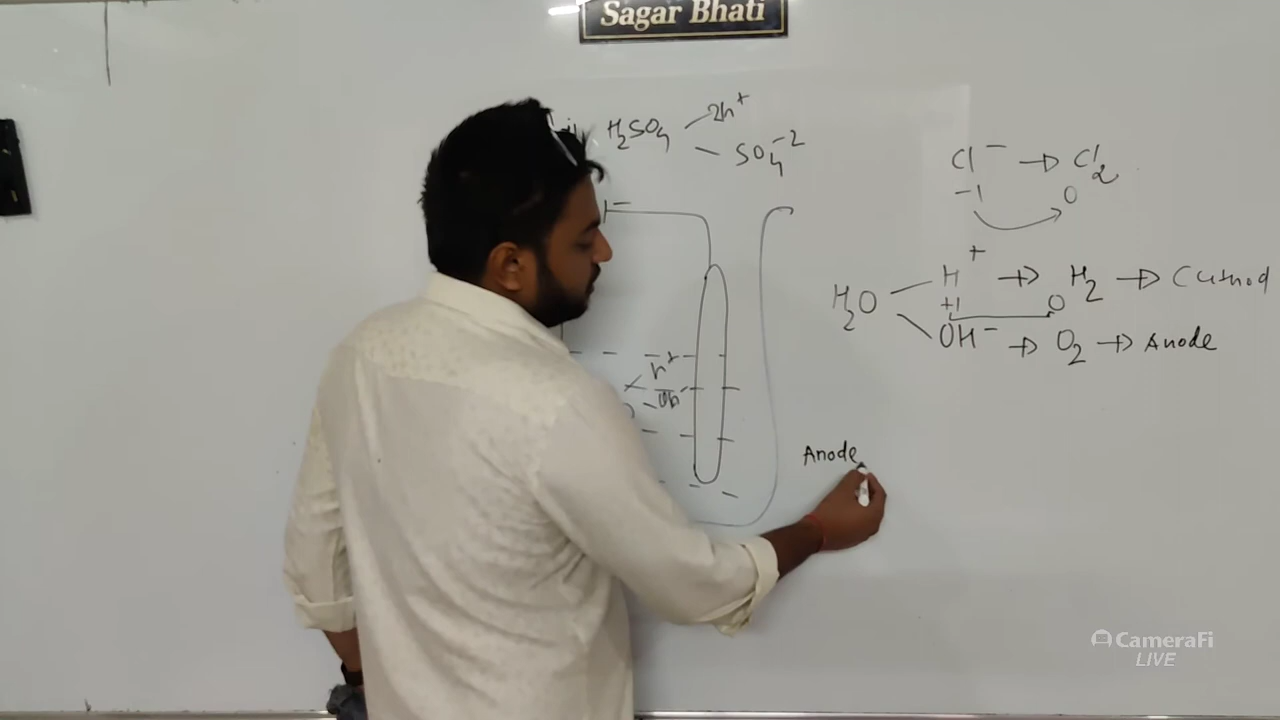 Sagar Bhati
H₂SO₄ 2h⁺
SO₄⁻²
Cl⁻ → Cl₂
-1 0
H₂O H⁺ → H₂ → Cathod
+1 0
OH⁻ → O₂ → Anode
h⁺
Oh⁻
Anode
CameraFi
LIVE